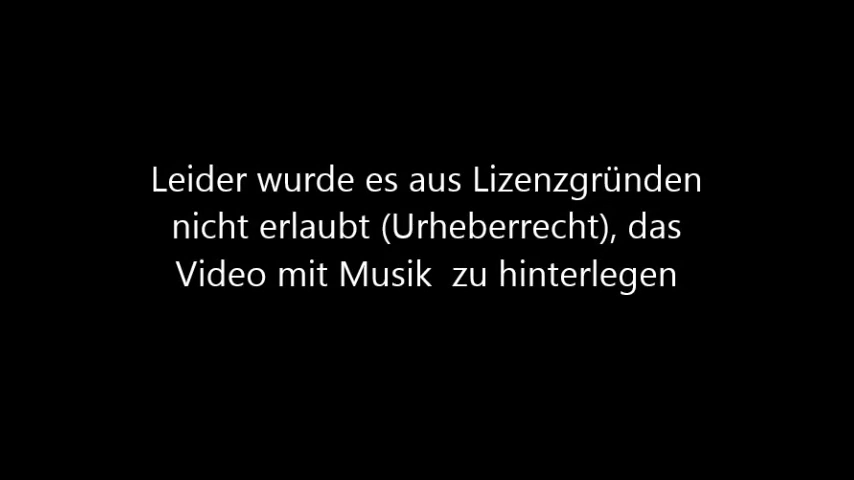 Leider wurde es aus Lizenzgründen
nicht erlaubt (Urheberrecht), das
Video mit Musik  zu hinterlegen